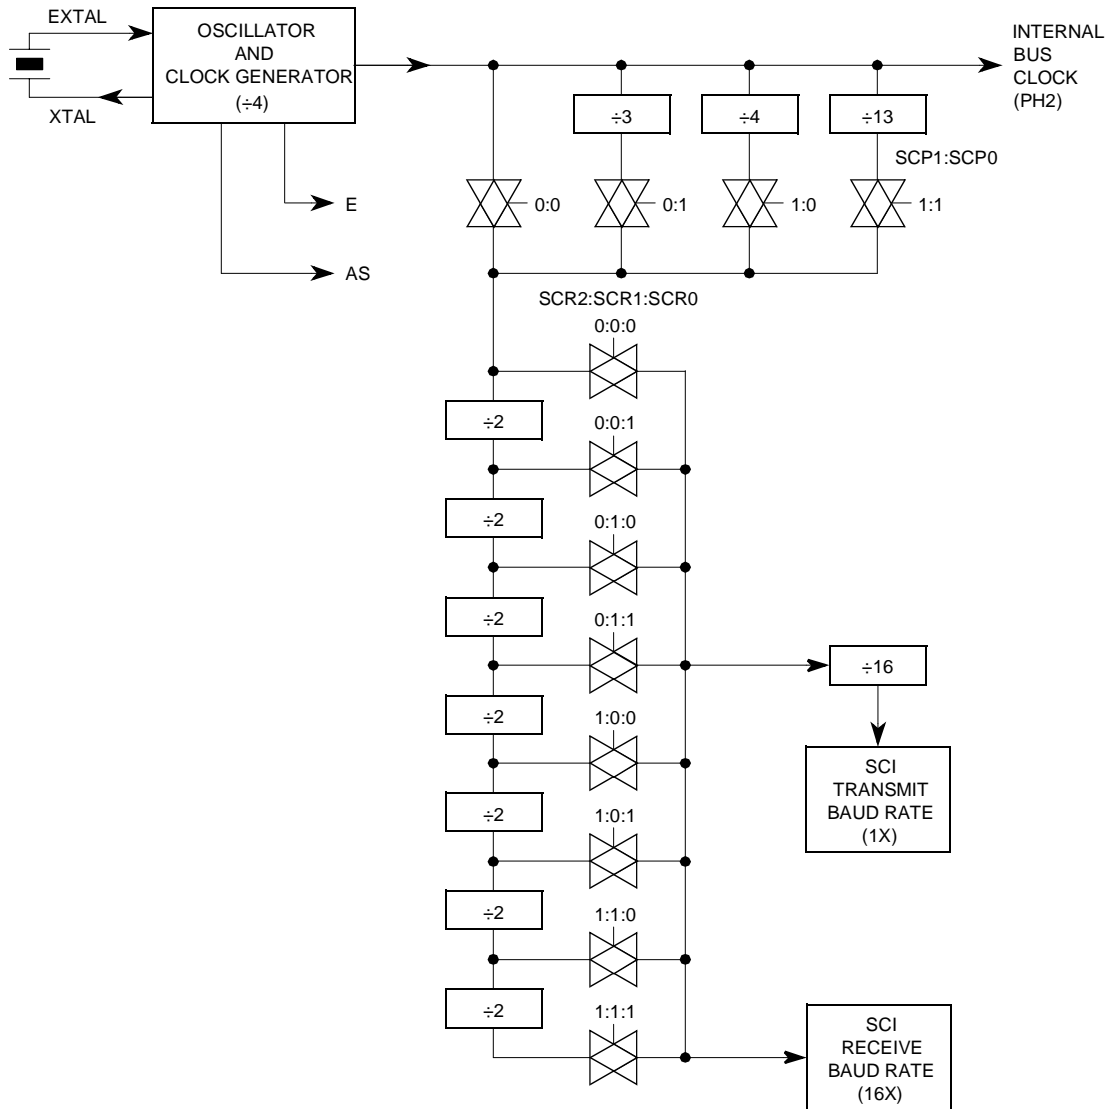 EXTAL
XTAL
OSCILLATOR
AND
CLOCK GENERATOR
(÷4)
INTERNAL
BUS
CLOCK
(PH2)
÷3
÷4
÷13
SCP1:SCP0
0:0
0:1
1:0
1:1
E
AS
SCR2:SCR1:SCR0
0:0:0
÷2
0:0:1
÷2
0:1:0
÷2
0:1:1
÷16
÷2
1:0:0
SCI
TRANSMIT
BAUD RATE
(1X)
÷2
1:0:1
÷2
1:1:0
÷2
1:1:1
SCI
RECEIVE
BAUD RATE
(16X)